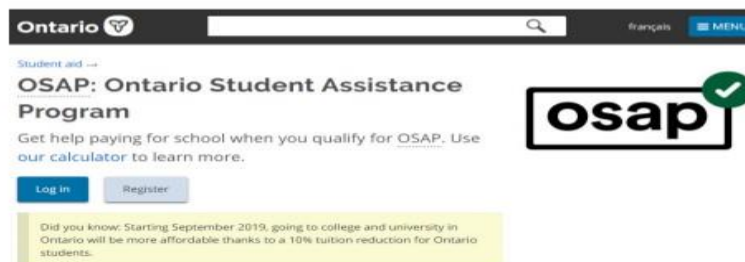 Ontario
français
MENU
Student aid →
OSAP: Ontario Student Assistance
Program
Get help paying for school when you qualify for OSAP. Use
our calculator to learn more.
osap
Log in
Register
Did you know: Starting September 2019, going to college and university in
Ontario will be more affordable thanks to a 10% tuition reduction for Ontario
students.